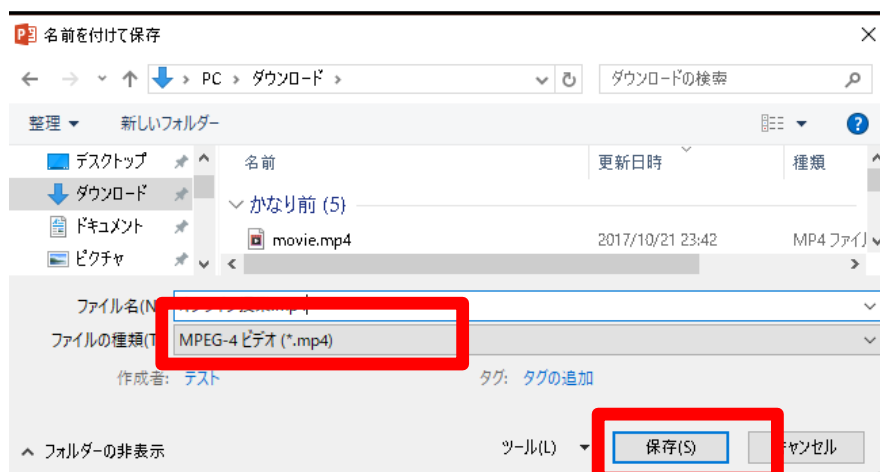 名前を付けて保存
PC > ダウンロード >
ダウンロードの検索
整理
新しいフォルダー
デスクトップ
ダウンロード
ドキュメント
ピクチャ
名前
更新日時
種類
かなり前 (5)
movie.mp4
2017/10/21 23:42
MP4 ファイル
ファイル名(N
ファイルの種類(T
MPEG-4 ビデオ (*.mp4)
作成者: テスト
タグ: タグの追加
フォルダーの非表示
ツール(L)
保存(S)
キャンセル